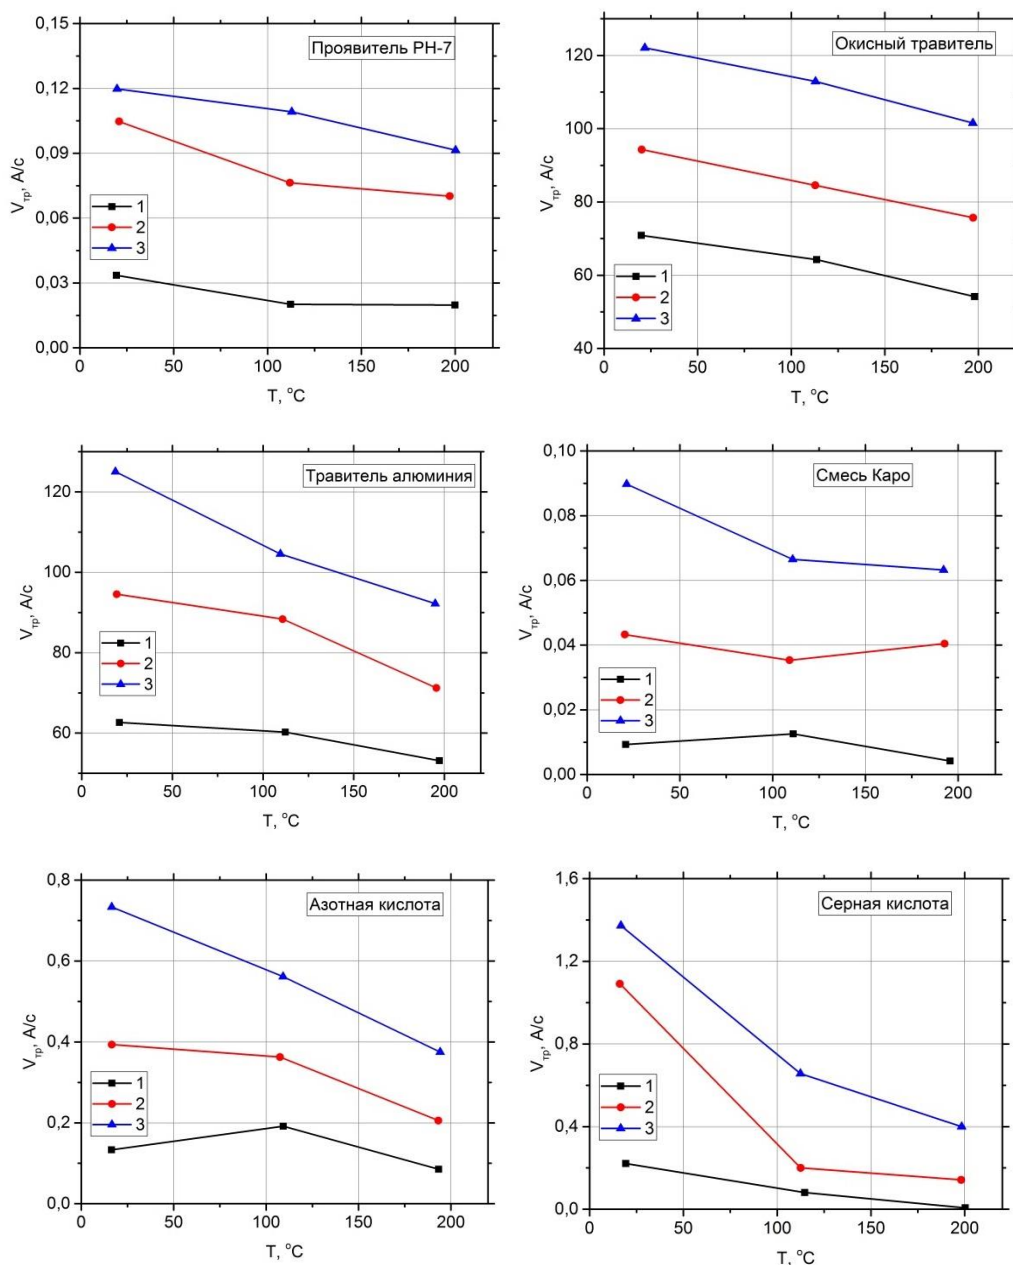 0,15
0,12
0,09
0,06
0,03
0,00
Vтр, А/с
Проявитель РН-7
1
2
3
0 50 100 150 200
T, °C
120
100
80
60
40
Vтр, А/с
Окисный травитель
1
2
3
0 50 100 150 200
T, °C
120
100
80
60
Vтр, А/с
Травитель алюминия
1
2
3
0 50 100 150 200
T, °C
0,10
0,08
0,06
0,04
0,02
0,00
Vтр, А/с
Смесь Каро
1
2
3
0 50 100 150 200
T, °C
0,8
0,6
0,4
0,2
0,0
Vтр, А/с
Азотная кислота
1
2
3
0 50 100 150 200
T, °C
1,6
1,2
0,8
0,4
0,0
Vтр, А/с
Серная кислота
1
2
3
0 50 100 150 200
T, °C